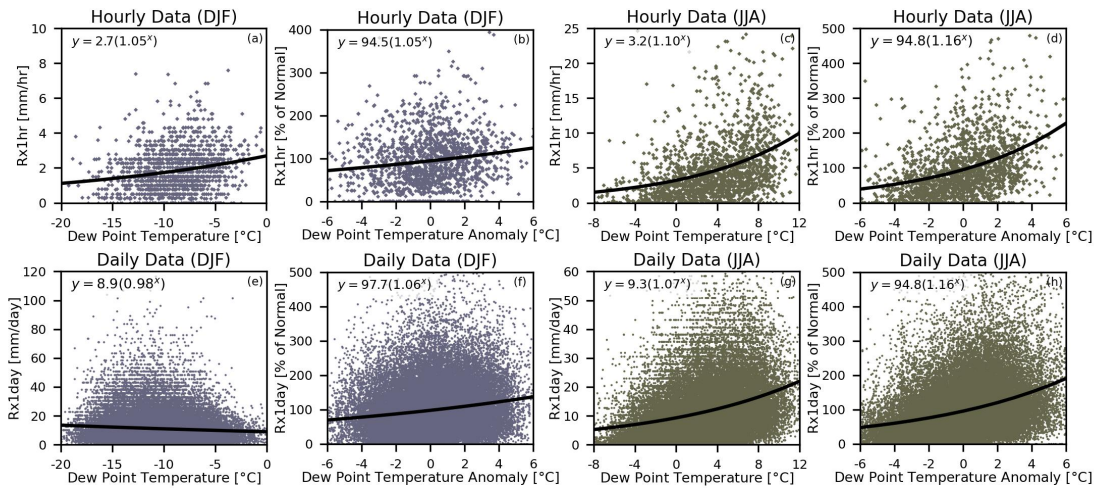 Hourly Data (DJF)
y = 2.7(1.05ˣ)
(a)
Rx1hr [mm/hr]
10
8
6
4
2
0
-20 -15 -10 -5 0
Dew Point Temperature [°C]
Hourly Data (DJF)
y = 94.5(1.05ˣ)
(b)
Rx1hr [% of Normal]
400
300
200
100
0
-6 -4 -2 0 2 4 6
Dew Point Temperature Anomaly [°C]
Hourly Data (JJA)
y = 3.2(1.10ˣ)
(c)
Rx1hr [mm/hr]
25
20
15
10
5
0
-8 -4 0 4 8 12
Dew Point Temperature [°C]
Hourly Data (JJA)
y = 94.8(1.16ˣ)
(d)
Rx1hr [% of Normal]
500
400
300
200
100
0
-6 -4 -2 0 2 4 6
Dew Point Temperature Anomaly [°C]
Daily Data (DJF)
y = 8.9(0.98ˣ)
(e)
Rx1day [mm/day]
120
100
80
60
40
20
0
-20 -15 -10 -5 0
Dew Point Temperature [°C]
Daily Data (DJF)
y = 97.7(1.06ˣ)
(f)
Rx1day [% of Normal]
500
400
300
200
100
0
-6 -4 -2 0 2 4 6
Dew Point Temperature Anomaly [°C]
Daily Data (JJA)
y = 9.3(1.07ˣ)
(g)
Rx1day [mm/day]
60
50
40
30
20
10
0
-8 -4 0 4 8 12
Dew Point Temperature [°C]
Daily Data (JJA)
y = 94.8(1.16ˣ)
(h)
Rx1day [% of Normal]
500
400
300
200
100
0
-6 -4 -2 0 2 4 6
Dew Point Temperature Anomaly [°C]